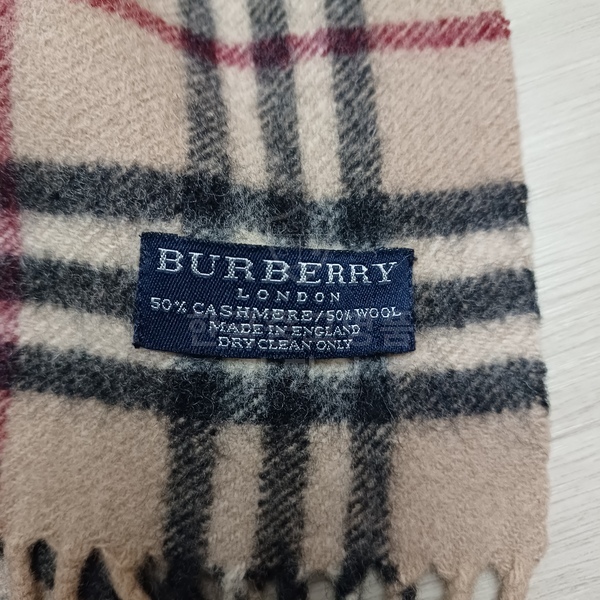 BURBERRY
LONDON
50% CASHMERE/50% WOOL
MADE IN ENGLAND
DRY CLEAN ONLY